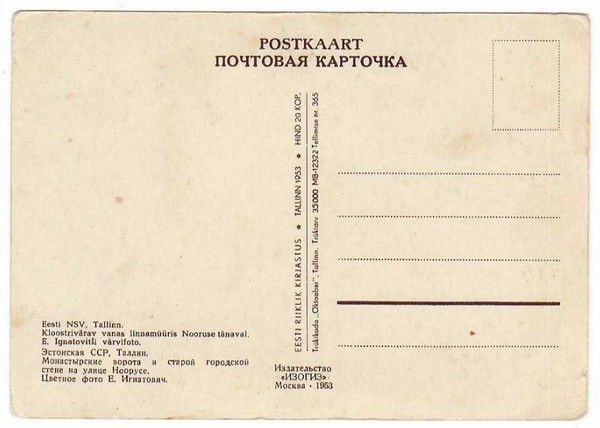 POSTKAART
ПОЧТОВАЯ КАРТОЧКА
EESTI RIIKLIK KIRJASTUS * TALLINN 1953 * HIND 20 KOP.
Trükikoda „Oktoober", Tallinn. Trükiarv 35000 MB-12322 Tellimise nr. 365
Eesti NSV, Tallinn.
Kloostrivärav vanas linnamüüris Nooruse tänaval.
E. Ignatovitši värvifoto.
Эстонская ССР, Таллин.
Монастырские ворота в старой городской
стене на улице Ноорусе.
Цветное фото Е. Игнатович.
Издательство
«ИЗОГИЗ»
Москва · 1953